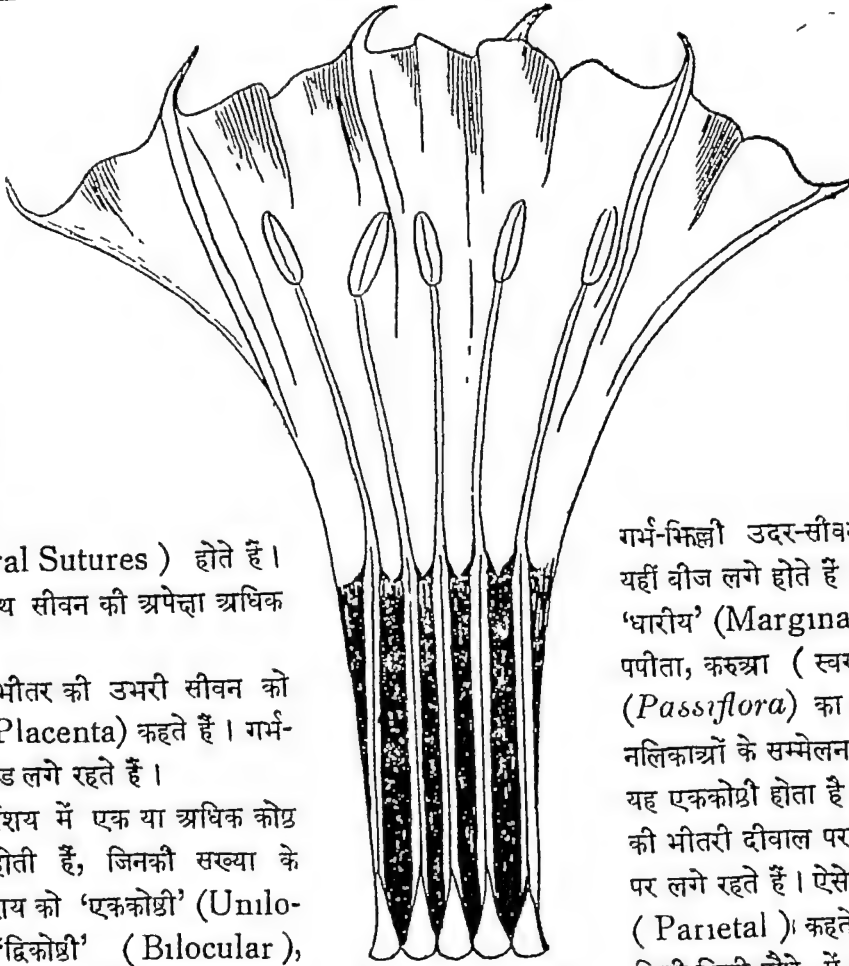 ral Sutures ) होते हैं।
थ सीवन की अपेक्षा अधिक
भीतर की उभरी सीवन को
Placenta) कहते हैं । गर्भ-
ड लगे रहते हैं ।
र्शय में एक या अधिक कोष्ठ
होती हैं, जिनकी सख्या के
ाय को ‘एककोष्ठी’ (Unilo-
‘द्विकोष्ठी’ (Bilocular),
गर्भ-झिल्ली उदर-सीव
यहीं बीज लगे होते हैं
‘धारीय’ (Margina
पपीता, करुआ ( स्व
(Passiflora) का
नलिकाओं के सम्मेलन
यह एककोष्ठी होता है
की भीतरी दीवाल पर
पर लगे रहते हैं । ऐसे
( Parietal ) कहते